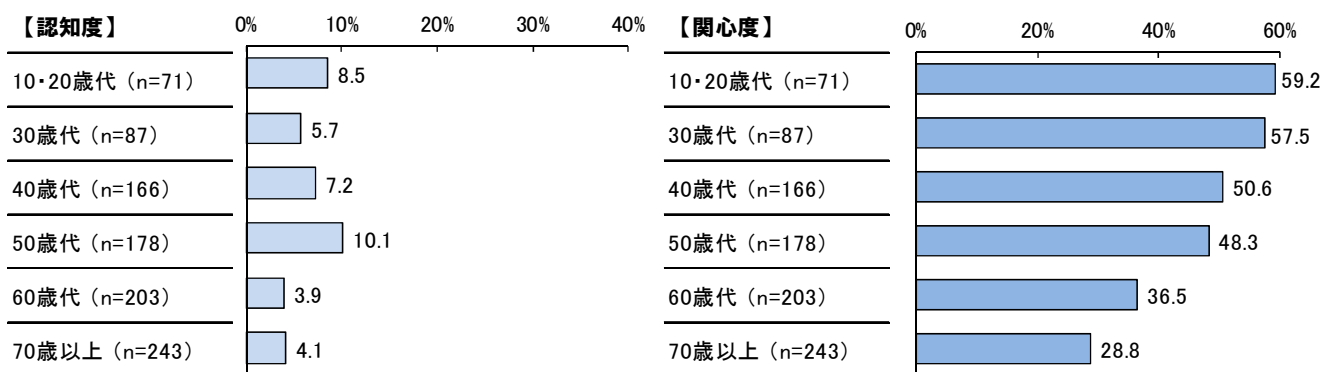 【認知度】
0% 10% 20% 30% 40%
10・20歳代（n=71） 8.5
30歳代（n=87） 5.7
40歳代（n=166） 7.2
50歳代（n=178） 10.1
60歳代（n=203） 3.9
70歳以上（n=243） 4.1
【関心度】
0% 20% 40% 60%
10・20歳代（n=71） 59.2
30歳代（n=87） 57.5
40歳代（n=166） 50.6
50歳代（n=178） 48.3
60歳代（n=203） 36.5
70歳以上（n=243） 28.8